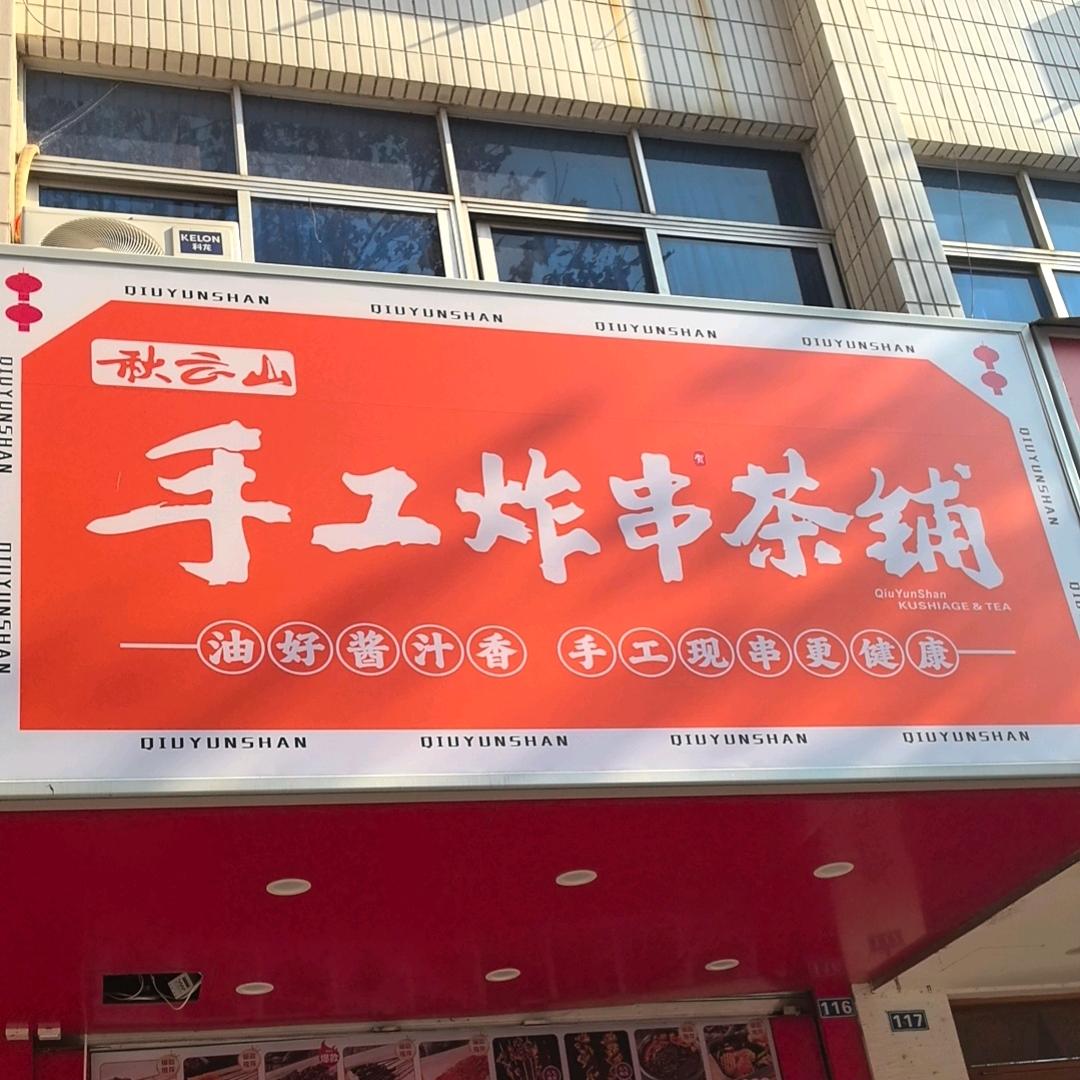 KELON
科龙
QIUYUNSHAN QIUYUNSHAN QIUYUNSHAN QIUYUNSHAN
QIUYUNSHAN
QIUYUNSHAN
QIUYUNSHAN
秋云山
手工炸串茶铺
QiuYunShan
KUSHIAGE & TEA
油好酱汁香 手工现串更健康
QIUYUNSHAN QIUYUNSHAN QIUYUNSHAN QIUYUNSHAN
116
117